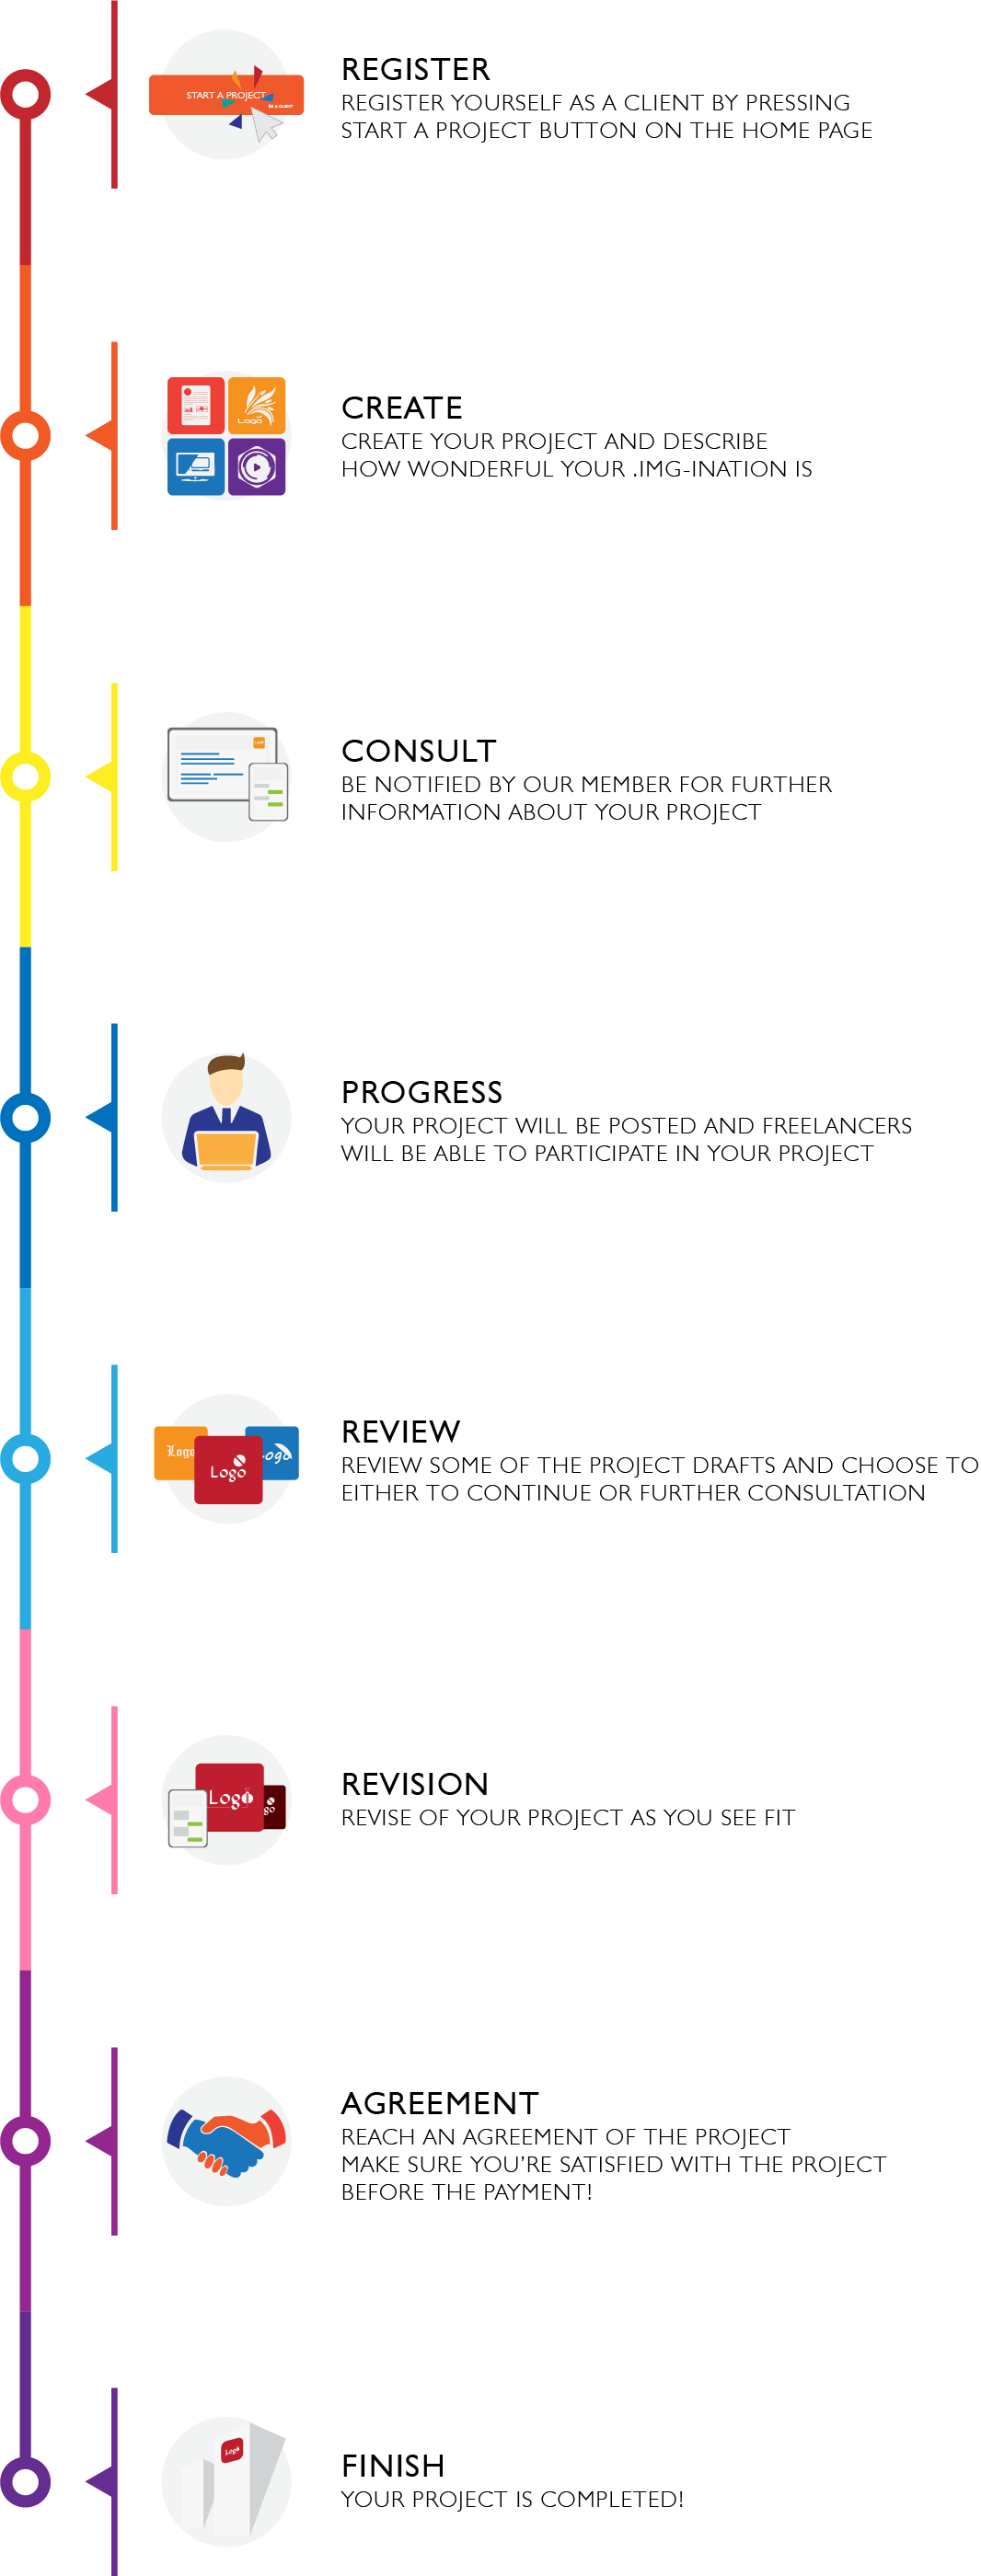 START A PROJECT
BE A CLIENT
REGISTER
REGISTER YOURSELF AS A CLIENT BY PRESSING
START A PROJECT BUTTON ON THE HOME PAGE
Logo
CREATE
CREATE YOUR PROJECT AND DESCRIBE
HOW WONDERFUL YOUR .IMG-INATION IS
CONSULT
BE NOTIFIED BY OUR MEMBER FOR FURTHER
INFORMATION ABOUT YOUR PROJECT
PROGRESS
YOUR PROJECT WILL BE POSTED AND FREELANCERS
WILL BE ABLE TO PARTICIPATE IN YOUR PROJECT
Logo
Logo
ogo
REVIEW
REVIEW SOME OF THE PROJECT DRAFTS AND CHOOSE TO
EITHER TO CONTINUE OR FURTHER CONSULTATION
Logo
go
REVISION
REVISE OF YOUR PROJECT AS YOU SEE FIT
AGREEMENT
REACH AN AGREEMENT OF THE PROJECT
MAKE SURE YOU'RE SATISFIED WITH THE PROJECT
BEFORE THE PAYMENT!
Logo
FINISH
YOUR PROJECT IS COMPLETED!